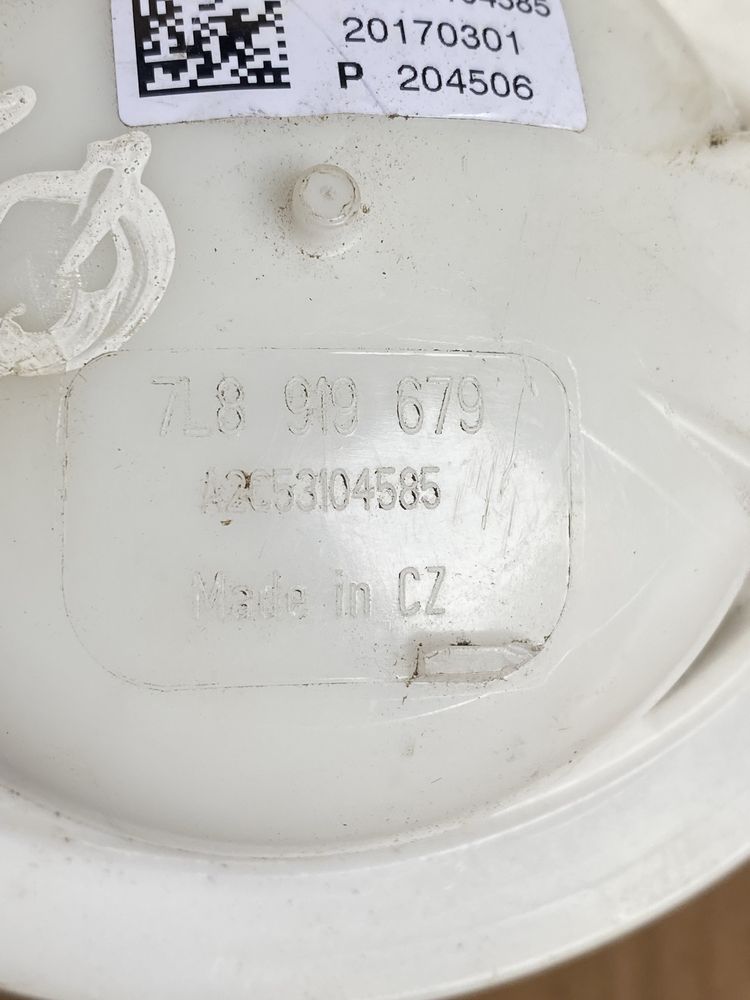 20170301
P 204506
7L8 919 679
A2C53104585
Made in CZ